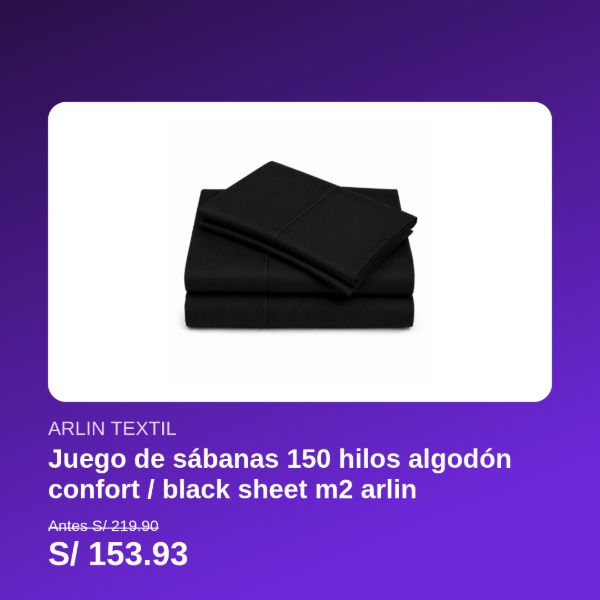 ARLIN TEXTIL
Juego de sábanas 150 hilos algodón
confort / black sheet m2 arlin
Antes S/ 219.90
S/ 153.93